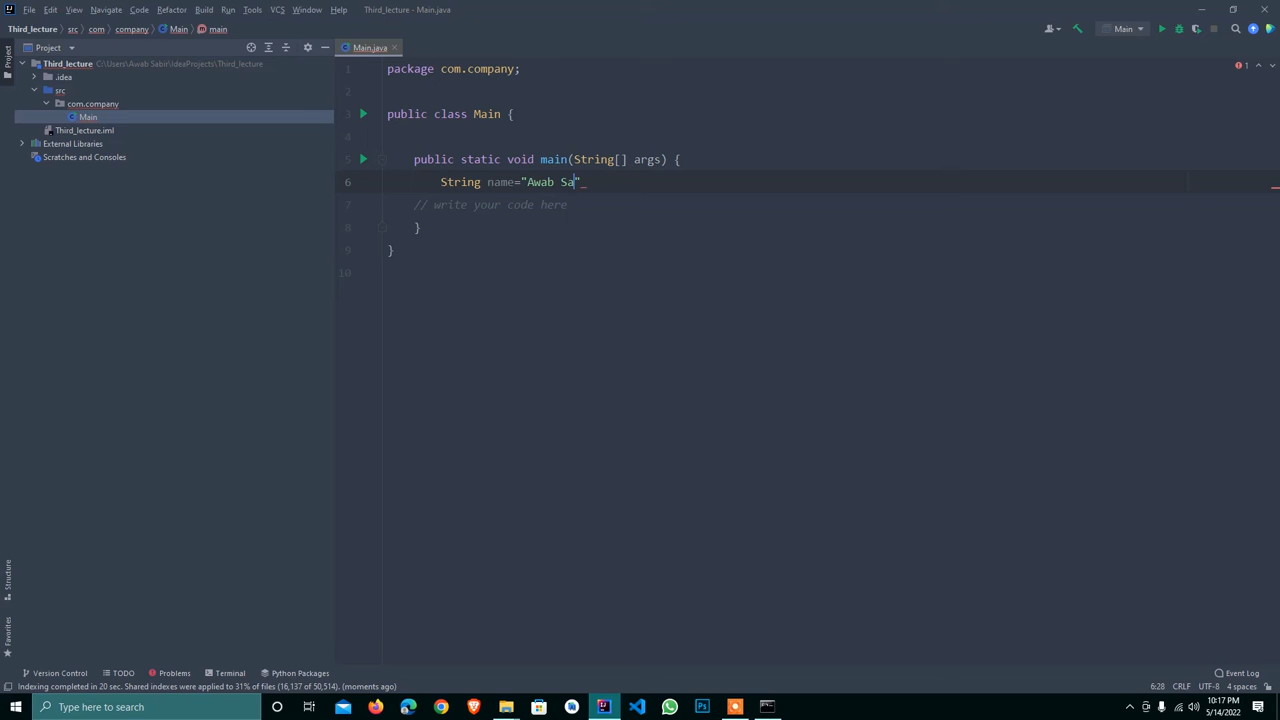 File Edit View Navigate Code Refactor Build Run Tools VCS Window Help Third_lecture - Main.java
Third_lecture src com company Main main
Main
Project
Main.java
Third_lecture C:\Users\Awab Sabir\IdeaProjects\Third_lecture
.idea
src
com.company
Main
Third_lecture.iml
External Libraries
Scratches and Consoles
Project
Structure
Favorites
1 package com.company;
2
3 public class Main {
4
5 public static void main(String[] args) {
6 String name="Awab Sa"
7 // write your code here
8 }
9 }
10
1
Version Control TODO Problems Terminal Python Packages Event Log
Indexing completed in 20 sec. Shared indexes were applied to 31% of files (16,137 of 50,514). (moments ago) 6:28 CRLF UTF-8 4 spaces
Type here to search
10:17 PM
5/14/2022